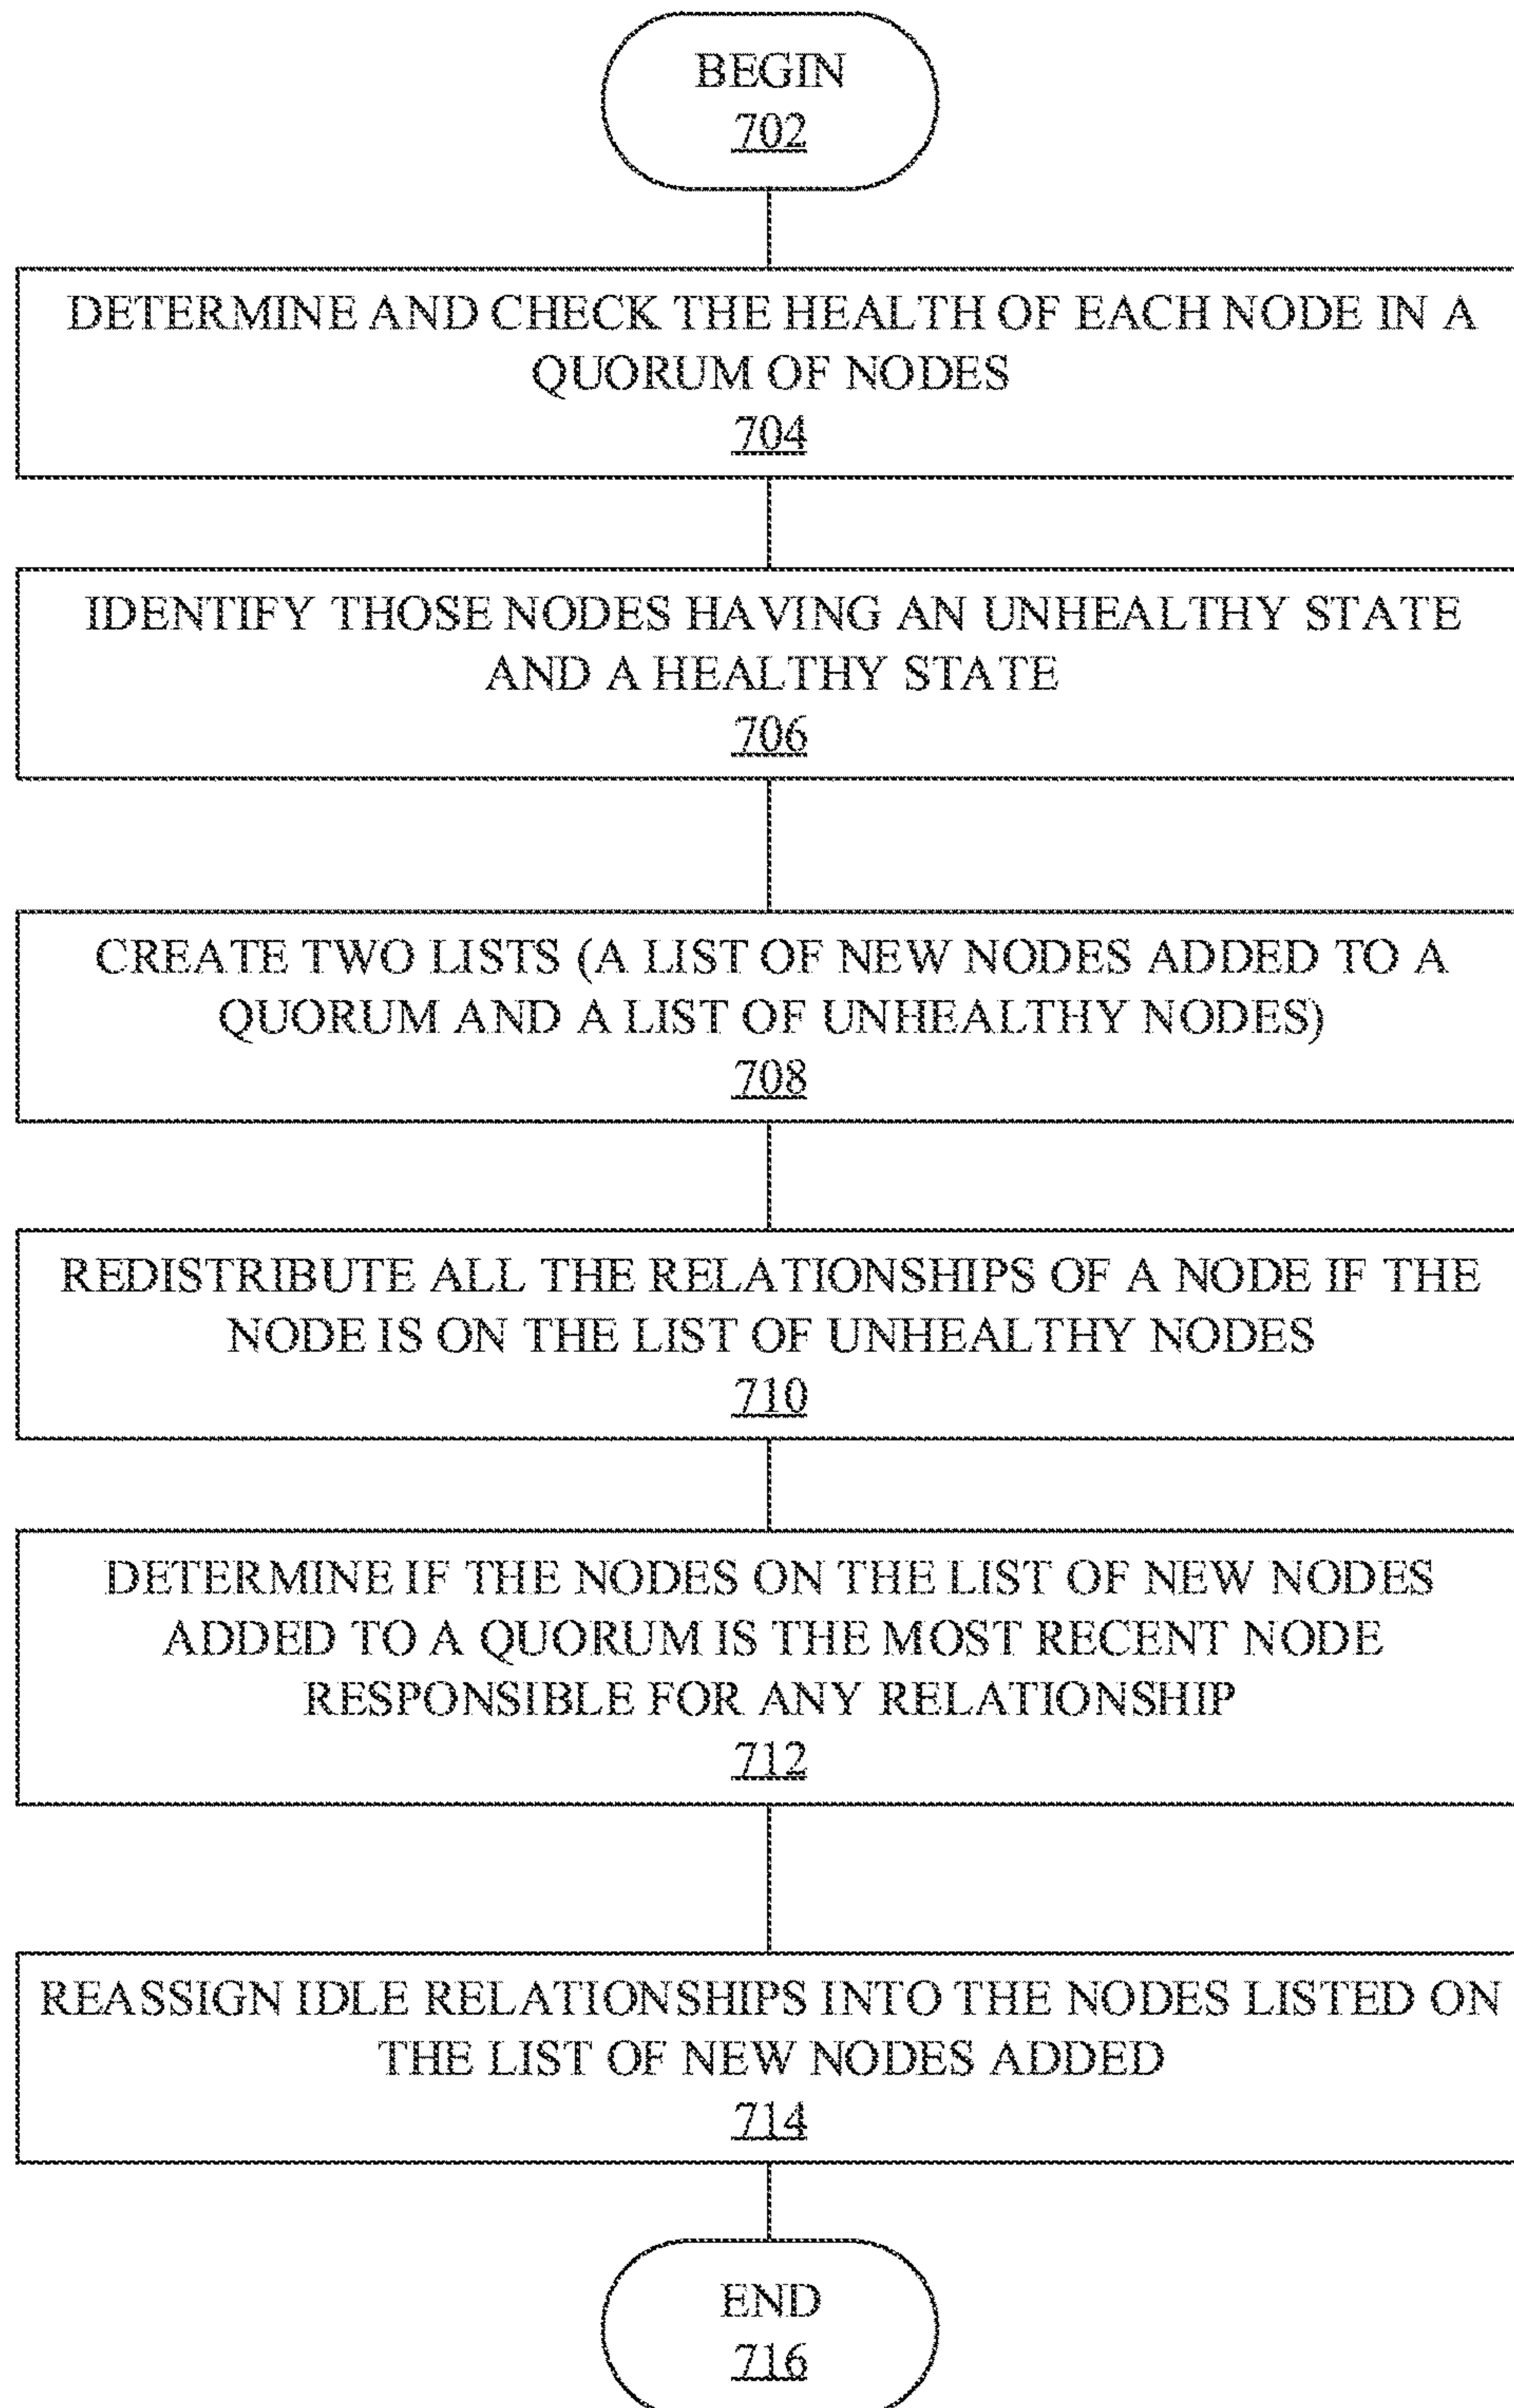 BEGIN
702
DETERMINE AND CHECK THE HEALTH OF EACH NODE IN A
QUORUM OF NODES
704
IDENTIFY THOSE NODES HAVING AN UNHEALTHY STATE
AND A HEALTHY STATE
706
CREATE TWO LISTS (A LIST OF NEW NODES ADDED TO A
QUORUM AND A LIST OF UNHEALTHY NODES)
708
REDISTRIBUTE ALL THE RELATIONSHIPS OF A NODE IF THE
NODE IS ON THE LIST OF UNHEALTHY NODES
710
DETERMINE IF THE NODES ON THE LIST OF NEW NODES
ADDED TO A QUORUM IS THE MOST RECENT NODE
RESPONSIBLE FOR ANY RELATIONSHIP
712
REASSIGN IDLE RELATIONSHIPS INTO THE NODES LISTED ON
THE LIST OF NEW NODES ADDED
714
END
716